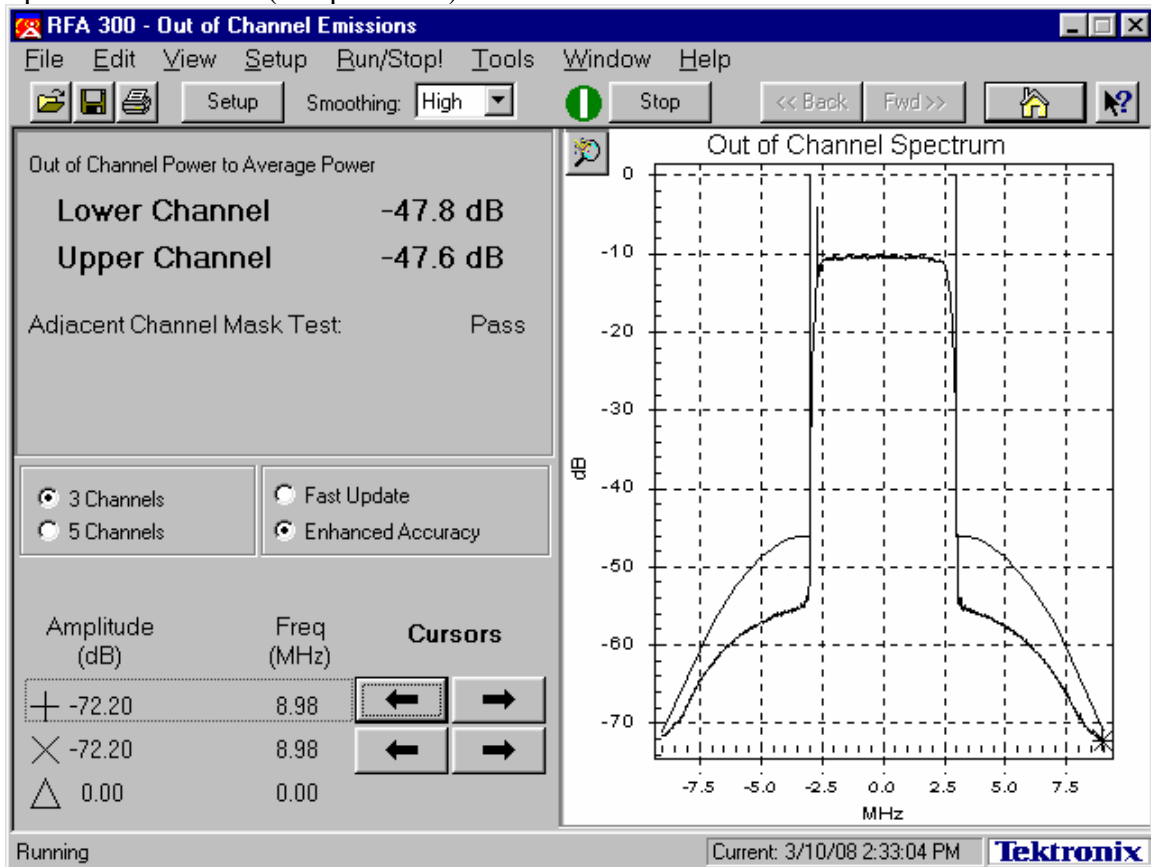 RFA 300 - Out of Channel Emissions
File Edit View Setup Run/Stop! Tools Window Help
Setup Smoothing: High Stop << Back Fwd >>
Out of Channel Power to Average Power
Lower Channel -47.8 dB
Upper Channel -47.6 dB
Adjacent Channel Mask Test: Pass
3 Channels
5 Channels
Fast Update
Enhanced Accuracy
Amplitude (dB) Freq (MHz) Cursors
-72.20 8.98
-72.20 8.98
0.00 0.00
Out of Channel Spectrum
0
-10
-20
-30
dB
-40
-50
-60
-70
-7.5 -5.0 -2.5 0.0 2.5 5.0 7.5
MHz
Running Current: 3/10/08 2:33:04 PM Tektronix